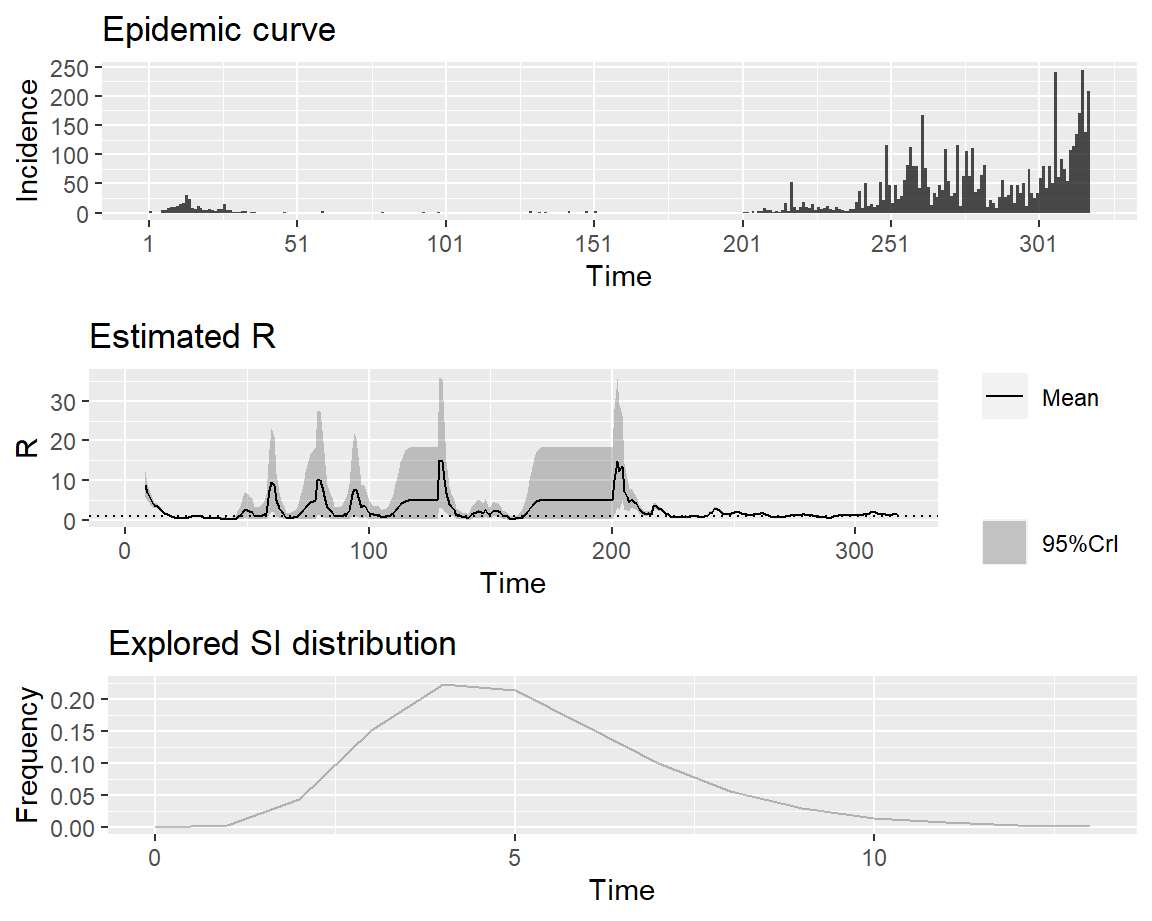 Epidemic curve
250
200
150
100
50
0
Incidence
1 51 101 151 201 251 301
Time
Estimated R
30
20
10
0
R
0 100 200 300
Time
Mean
95%CrI
Explored SI distribution
0.20
0.15
0.10
0.05
0.00
Frequency
0 5 10
Time